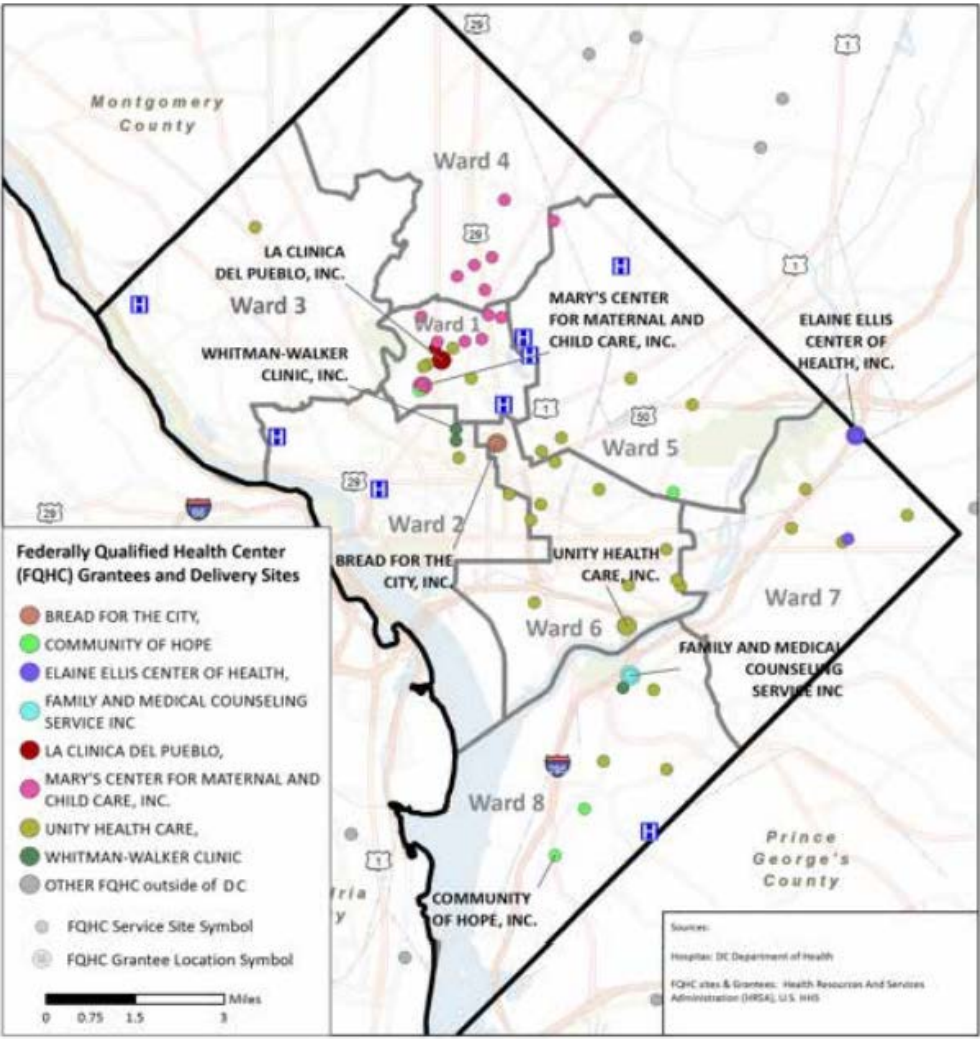 29
1
Montgomery
County
Ward 4
29
LA CLINICA
DEL PUEBLO, INC.
1
Ward 3
H
H
MARY'S CENTER
FOR MATERNAL AND
CHILD CARE, INC.
Ward 1
ELAINE ELLIS
CENTER OF
HEALTH, INC.
WHITMAN-WALKER
CLINIC, INC.
H
H
H
1
50
H
Ward 5
29
H
29
66
Ward 2
BREAD FOR THE
CITY, INC.
UNITY HEALTH
CARE, INC.
Ward 7
Ward 6
FAMILY AND MEDICAL
COUNSELING
SERVICE INC
Ward 8
H
Prince
George's
County
1
ria
y
COMMUNITY
OF HOPE, INC.
Federally Qualified Health Center
(FQHC) Grantees and Delivery Sites
BREAD FOR THE CITY,
COMMUNITY OF HOPE
ELAINE ELLIS CENTER OF HEALTH,
FAMILY AND MEDICAL COUNSELING
SERVICE INC
LA CLINICA DEL PUEBLO,
MARY'S CENTER FOR MATERNAL AND
CHILD CARE, INC.
UNITY HEALTH CARE,
WHITMAN-WALKER CLINIC
OTHER FQHC outside of DC
FQHC Service Site Symbol
FQHC Grantee Location Symbol
Miles
0 0.75 1.5 3
Sources:
Hospitas: DC Department of Health
FQHC sites & Grantees: Health Resources And Services
Administration (HRSA), U.S. HHS